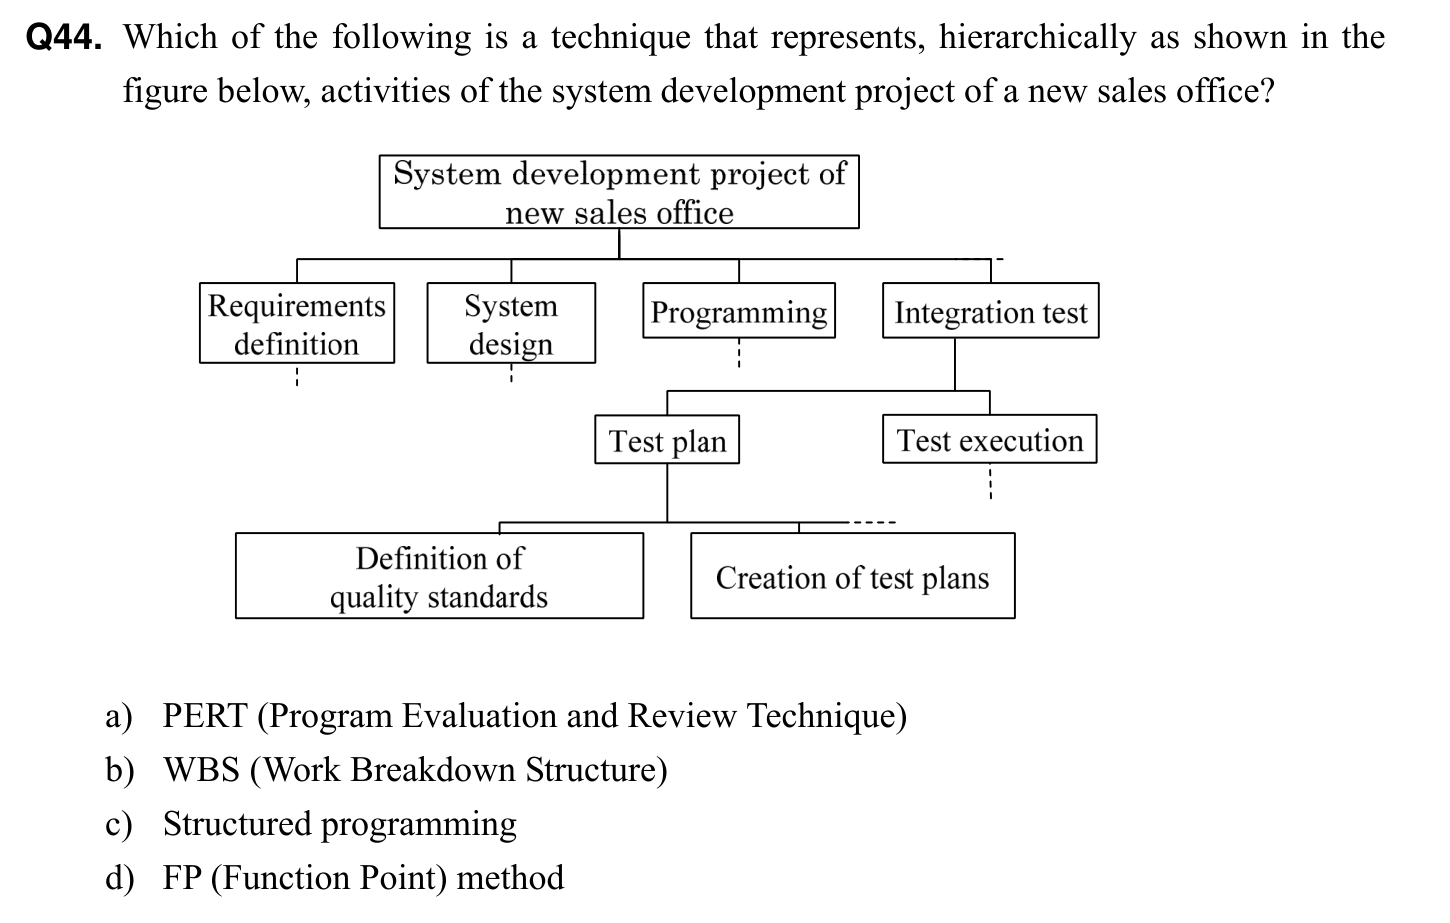 Q44. Which of the following is a technique that represents, hierarchically as shown in the
figure below, activities of the system development project of a new sales office?
System development project of
new sales office
Requirements
definition
System
design
Programming
Integration test
Test plan
Test execution
Definition of
quality standards
Creation of test plans
a) PERT (Program Evaluation and Review Technique)
b) WBS (Work Breakdown Structure)
c) Structured programming
d) FP (Function Point) method